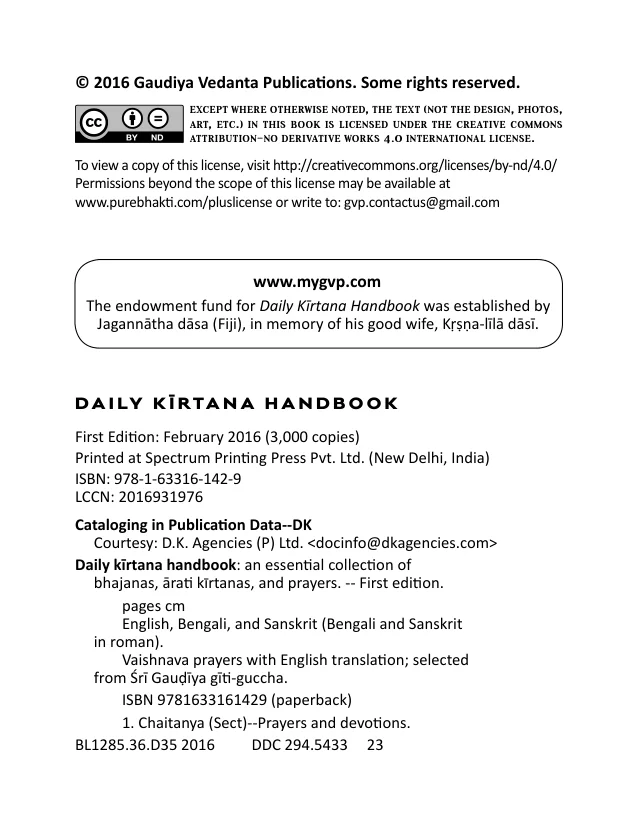 © 2016 Gaudiya Vedanta Publications. Some rights reserved.
cc BY ND
EXCEPT WHERE OTHERWISE NOTED, THE TEXT (NOT THE DESIGN, PHOTOS,
ART, ETC.) IN THIS BOOK IS LICENSED UNDER THE CREATIVE COMMONS
ATTRIBUTION–NO DERIVATIVE WORKS 4.0 INTERNATIONAL LICENSE.
To view a copy of this license, visit http://creativecommons.org/licenses/by-nd/4.0/
Permissions beyond the scope of this license may be available at
www.purebhakti.com/pluslicense or write to: gvp.contactus@gmail.com
www.mygvp.com
The endowment fund for Daily Kīrtana Handbook was established by
Jagannātha dāsa (Fiji), in memory of his good wife, Kṛṣṇa-līlā dāsī.
DAILY KĪRTANA HANDBOOK
First Edition: February 2016 (3,000 copies)
Printed at Spectrum Printing Press Pvt. Ltd. (New Delhi, India)
ISBN: 978-1-63316-142-9
LCCN: 2016931976
Cataloging in Publication Data--DK
Courtesy: D.K. Agencies (P) Ltd. <docinfo@dkagencies.com>
Daily kīrtana handbook: an essential collection of
bhajanas, ārati kīrtanas, and prayers. -- First edition.
pages cm
English, Bengali, and Sanskrit (Bengali and Sanskrit
in roman).
Vaishnava prayers with English translation; selected
from Śrī Gauḍīya gīti-guccha.
ISBN 9781633161429 (paperback)
1. Chaitanya (Sect)--Prayers and devotions.
BL1285.36.D35 2016 DDC 294.5433 23